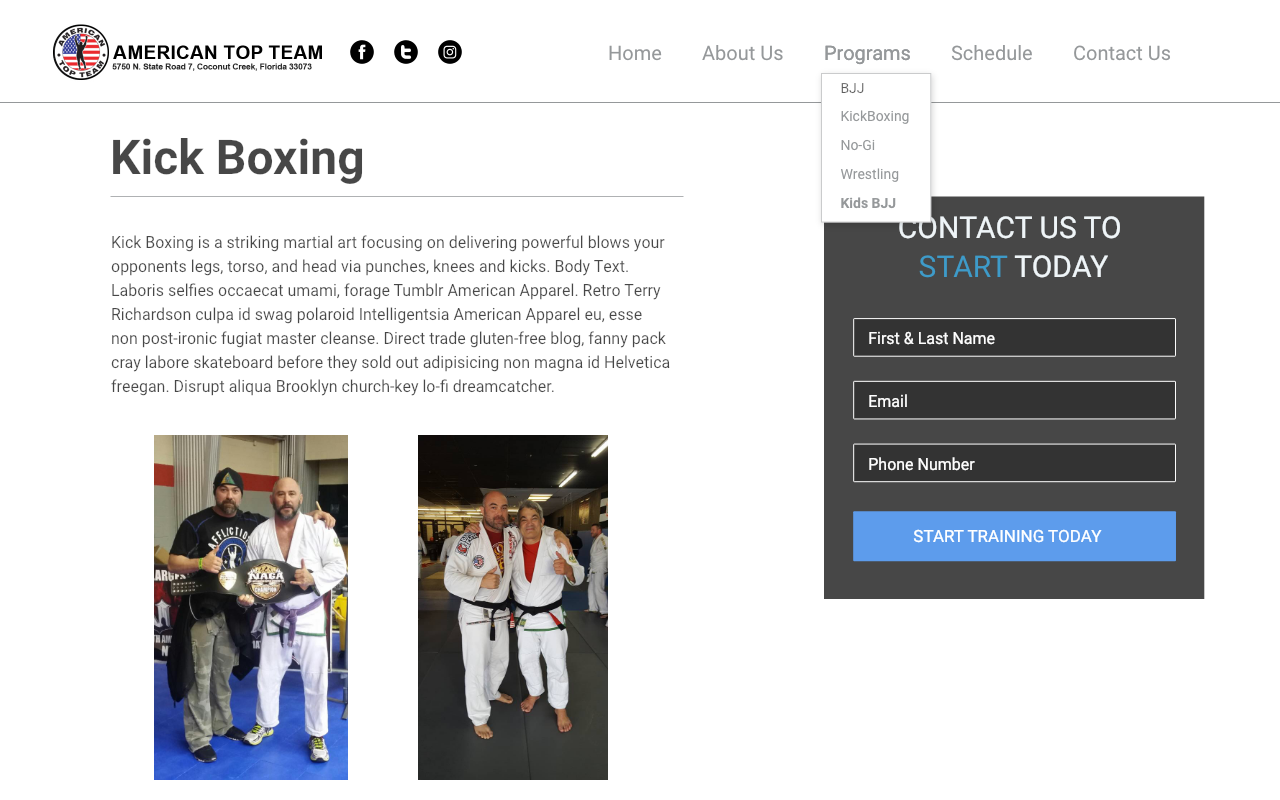 AMERICAN
TOP TEAM
AMERICAN TOP TEAM
5750 N. State Road 7, Coconut Creek, Florida 33073
Home
About Us
Programs
Schedule
Contact Us
BJJ
KickBoxing
No-Gi
Wrestling
Kids BJJ
Kick Boxing
Kick Boxing is a striking martial art focusing on delivering powerful blows your
opponents legs, torso, and head via punches, knees and kicks. Body Text.
Laboris selfies occaecat umami, forage Tumblr American Apparel. Retro Terry
Richardson culpa id swag polaroid Intelligentsia American Apparel eu, esse
non post-ironic fugiat master cleanse. Direct trade gluten-free blog, fanny pack
cray labore skateboard before they sold out adipisicing non magna id Helvetica
freegan. Disrupt aliqua Brooklyn church-key lo-fi dreamcatcher.
AFFLICTION
NAGA
CHAMPION
CONTACT US TO
START TODAY
First & Last Name
Email
Phone Number
START TRAINING TODAY